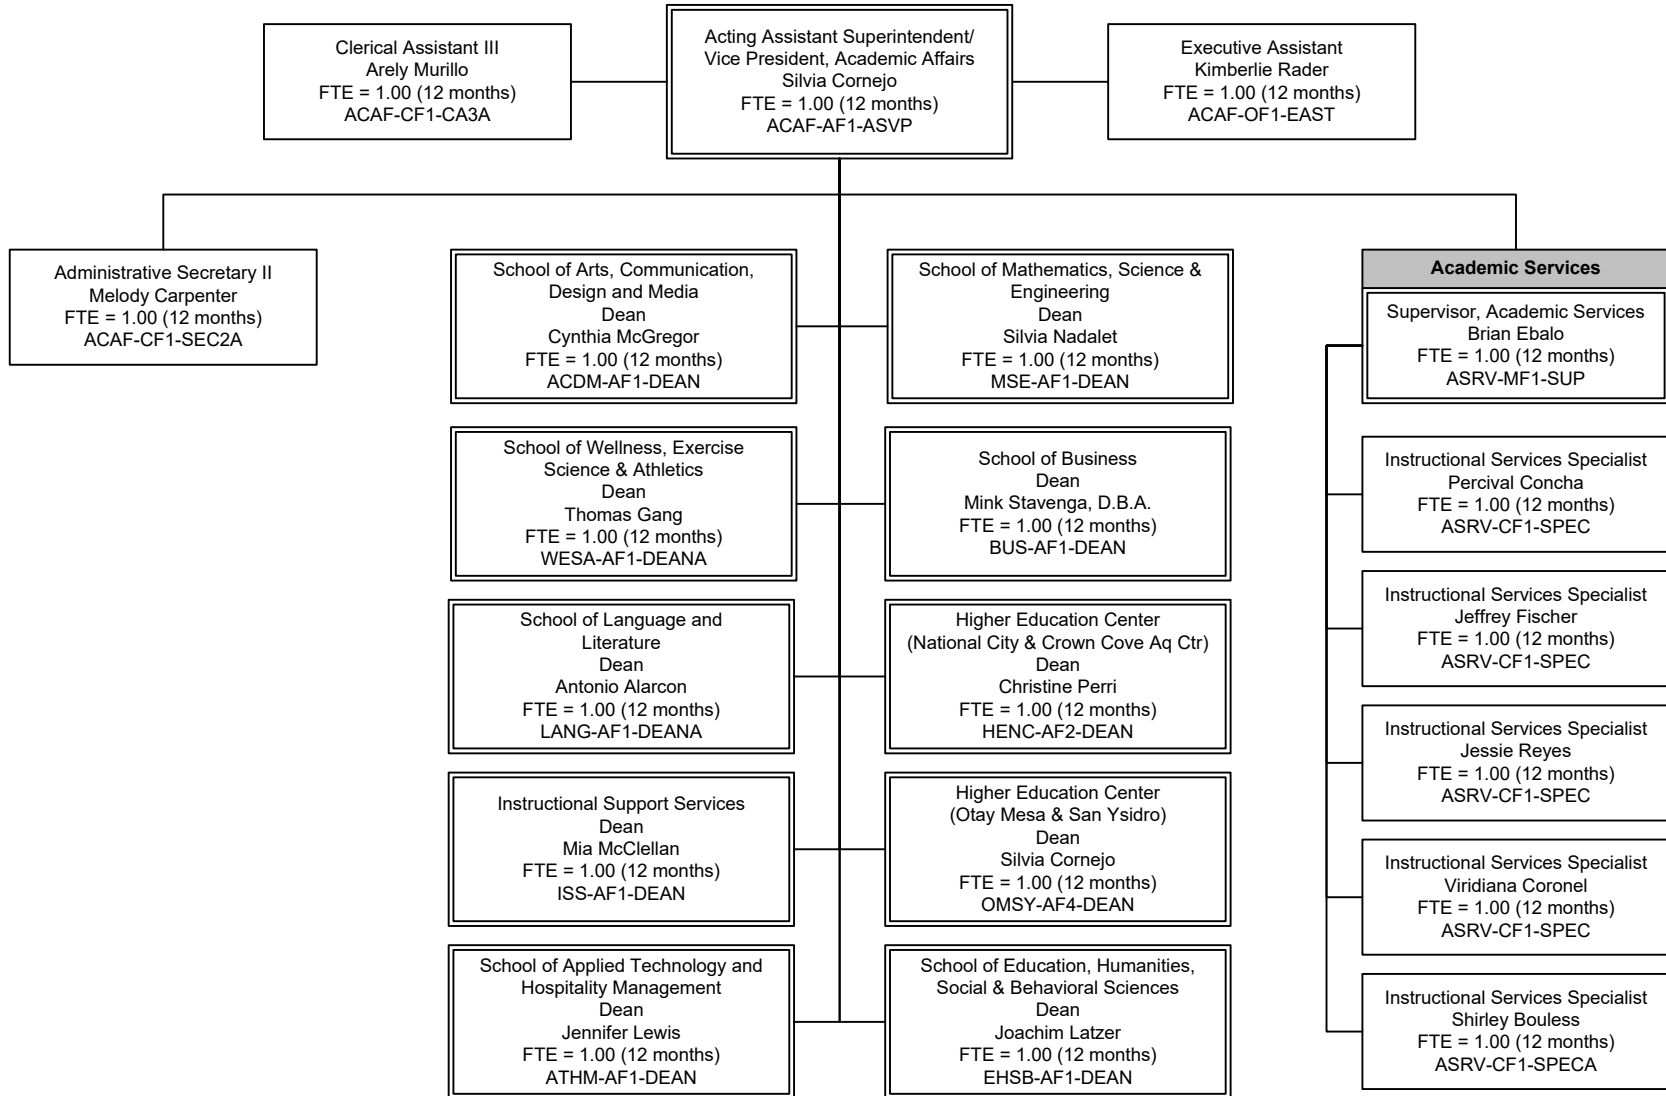 Clerical Assistant III
Arely Murillo
FTE = 1.00 (12 months)
ACAF-CF1-CA3A
Acting Assistant Superintendent/
Vice President, Academic Affairs
Silvia Cornejo
FTE = 1.00 (12 months)
ACAF-AF1-ASVP
Executive Assistant
Kimberlie Rader
FTE = 1.00 (12 months)
ACAF-OF1-EAST
Administrative Secretary II
Melody Carpenter
FTE = 1.00 (12 months)
ACAF-CF1-SEC2A
School of Arts, Communication,
Design and Media
Dean
Cynthia McGregor
FTE = 1.00 (12 months)
ACDM-AF1-DEAN
School of Mathematics, Science &
Engineering
Dean
Silvia Nadalet
FTE = 1.00 (12 months)
MSE-AF1-DEAN
School of Wellness, Exercise
Science & Athletics
Dean
Thomas Gang
FTE = 1.00 (12 months)
WESA-AF1-DEANA
School of Business
Dean
Mink Stavenga, D.B.A.
FTE = 1.00 (12 months)
BUS-AF1-DEAN
School of Language and
Literature
Dean
Antonio Alarcon
FTE = 1.00 (12 months)
LANG-AF1-DEANA
Higher Education Center
(National City & Crown Cove Aq Ctr)
Dean
Christine Perri
FTE = 1.00 (12 months)
HENC-AF2-DEAN
Instructional Support Services
Dean
Mia McClellan
FTE = 1.00 (12 months)
ISS-AF1-DEAN
Higher Education Center
(Otay Mesa & San Ysidro)
Dean
Silvia Cornejo
FTE = 1.00 (12 months)
OMSY-AF4-DEAN
School of Applied Technology and
Hospitality Management
Dean
Jennifer Lewis
FTE = 1.00 (12 months)
ATHM-AF1-DEAN
School of Education, Humanities,
Social & Behavioral Sciences
Dean
Joachim Latzer
FTE = 1.00 (12 months)
EHSB-AF1-DEAN
Academic Services
Supervisor, Academic Services
Brian Ebalo
FTE = 1.00 (12 months)
ASRV-MF1-SUP
Instructional Services Specialist
Percival Concha
FTE = 1.00 (12 months)
ASRV-CF1-SPEC
Instructional Services Specialist
Jeffrey Fischer
FTE = 1.00 (12 months)
ASRV-CF1-SPEC
Instructional Services Specialist
Jessie Reyes
FTE = 1.00 (12 months)
ASRV-CF1-SPEC
Instructional Services Specialist
Viridiana Coronel
FTE = 1.00 (12 months)
ASRV-CF1-SPEC
Instructional Services Specialist
Shirley Bouless
FTE = 1.00 (12 months)
ASRV-CF1-SPECA